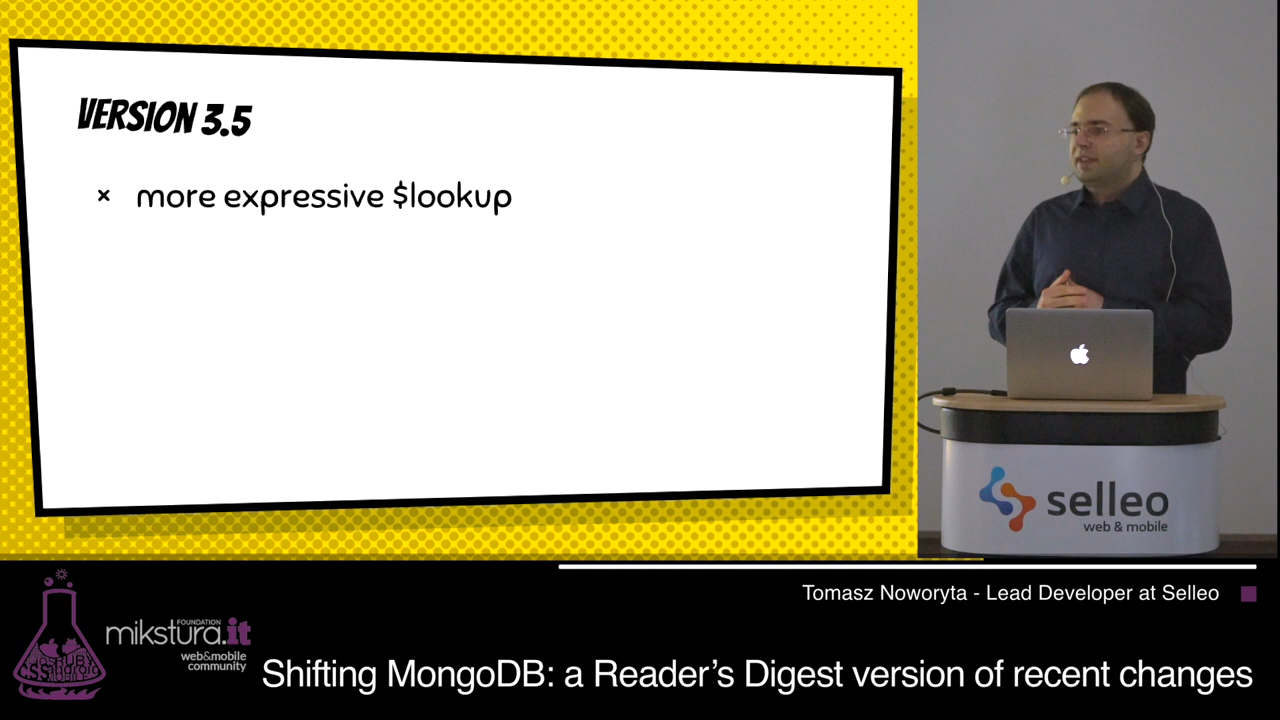 VERSION 3.5
× more expressive $lookup
selleo
web & mobile
Tomasz Noworyta - Lead Developer at Selleo
FOUNDATION
mikstura.it
web&mobile
community
Shifting MongoDB: a Reader's Digest version of recent changes